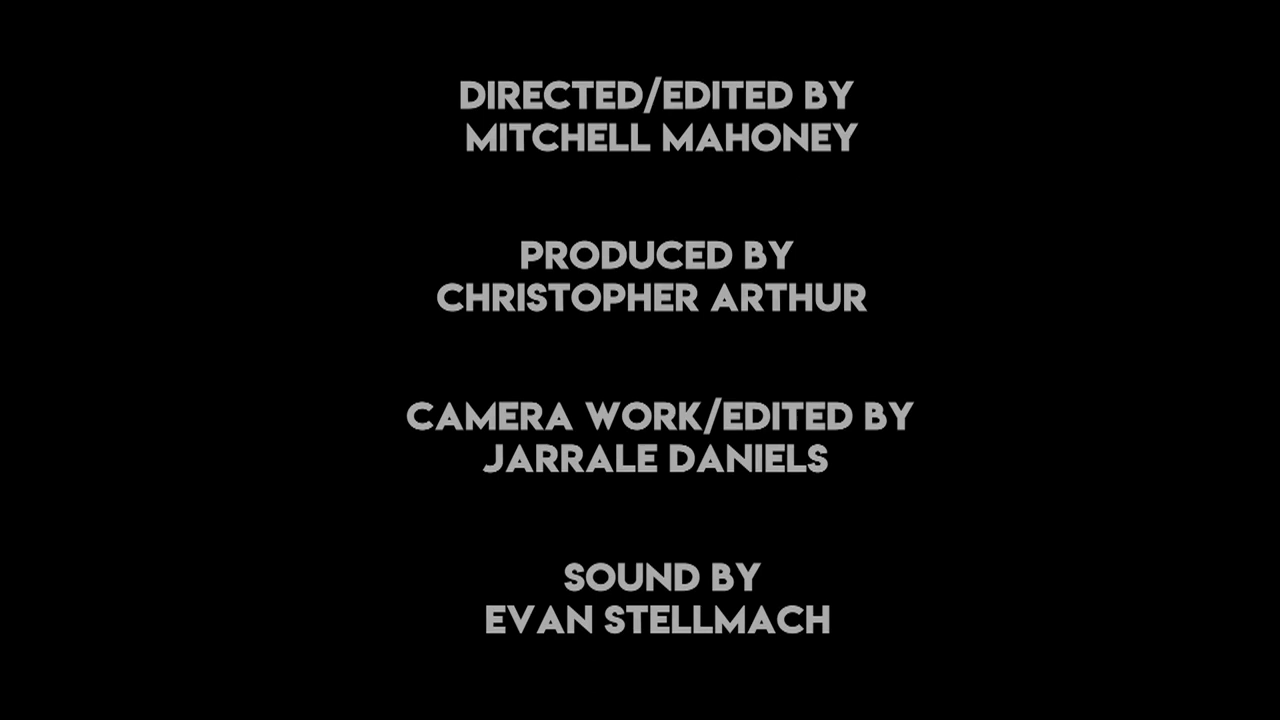 DIRECTED/EDITED BY
MITCHELL MAHONEY
PRODUCED BY
CHRISTOPHER ARTHUR
CAMERA WORK/EDITED BY
JARRALE DANIELS
SOUND BY
EVAN STELLMACH